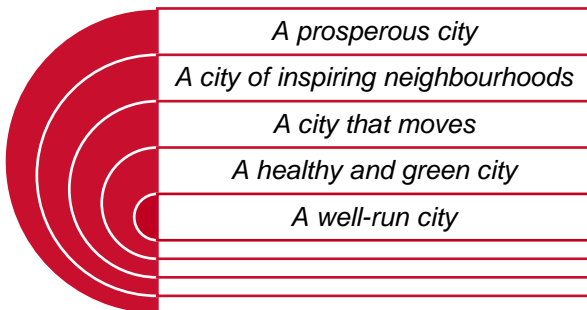 A prosperous city
A city of inspiring neighbourhoods
A city that moves
A healthy and green city
A well-run city